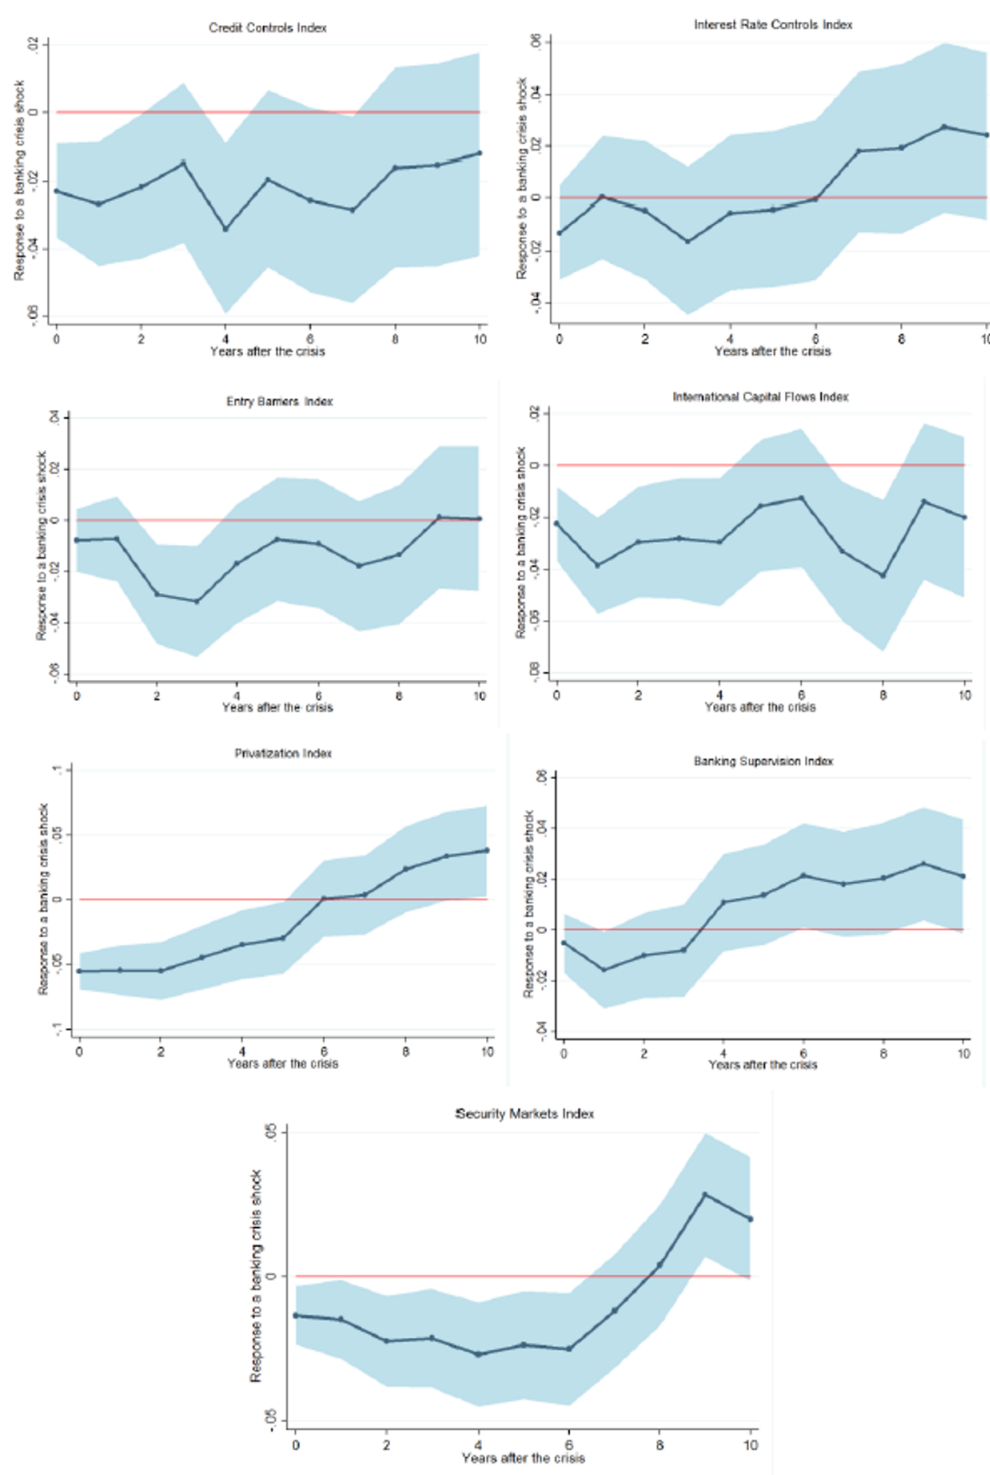 Credit Controls Index
Response to a banking crisis shock
.02
0
-.02
-.04
-.06
0 2 4 6 8 10
Years after the crisis
Interest Rate Controls Index
Response to a banking crisis shock
.06
.04
.02
0
-.02
-.04
0 2 4 6 8 10
Years after the crisis
Entry Barriers Index
Response to a banking crisis shock
.04
.02
0
-.02
-.04
-.06
0 2 4 6 8 10
Years after the crisis
International Capital Flows Index
Response to a banking crisis shock
.02
0
-.02
-.04
-.06
-.08
0 2 4 6 8 10
Years after the crisis
Privatization Index
Response to a banking crisis shock
.1
.05
0
-.05
-.1
0 2 4 6 8 10
Years after the crisis
Banking Supervision Index
Response to a banking crisis shock
.06
.04
.02
0
-.02
-.04
0 2 4 6 8 10
Years after the crisis
Security Markets Index
Response to a banking crisis shock
.05
0
-.05
0 2 4 6 8 10
Years after the crisis